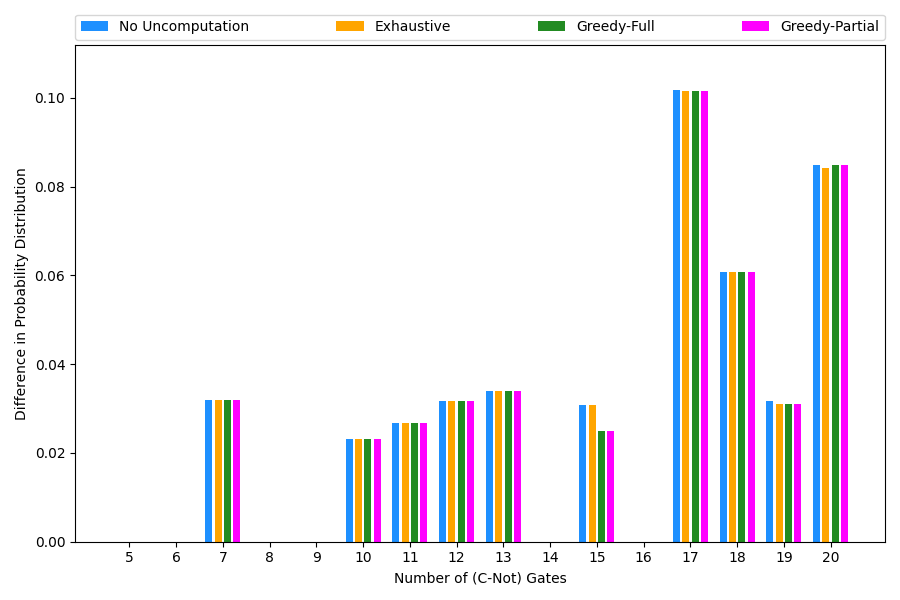 No Uncomputation Exhaustive Greedy-Full Greedy-Partial
Difference in Probability Distribution
0.10
0.08
0.06
0.04
0.02
0.00
5 6 7 8 9 10 11 12 13 14 15 16 17 18 19 20
Number of (C-Not) Gates